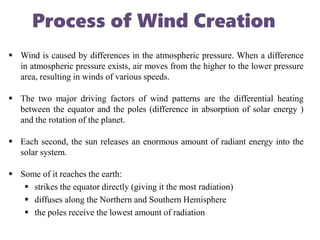 Process of Wind Creation
▪ Wind is caused by differences in the atmospheric pressure. When a difference
in atmospheric pressure exists, air moves from the higher to the lower pressure
area, resulting in winds of various speeds.
▪ The two major driving factors of wind patterns are the differential heating
between the equator and the poles (difference in absorption of solar energy )
and the rotation of the planet.
▪ Each second, the sun releases an enormous amount of radiant energy into the
solar system.
▪ Some of it reaches the earth:
▪ strikes the equator directly (giving it the most radiation)
▪ diffuses along the Northern and Southern Hemisphere
▪ the poles receive the lowest amount of radiation